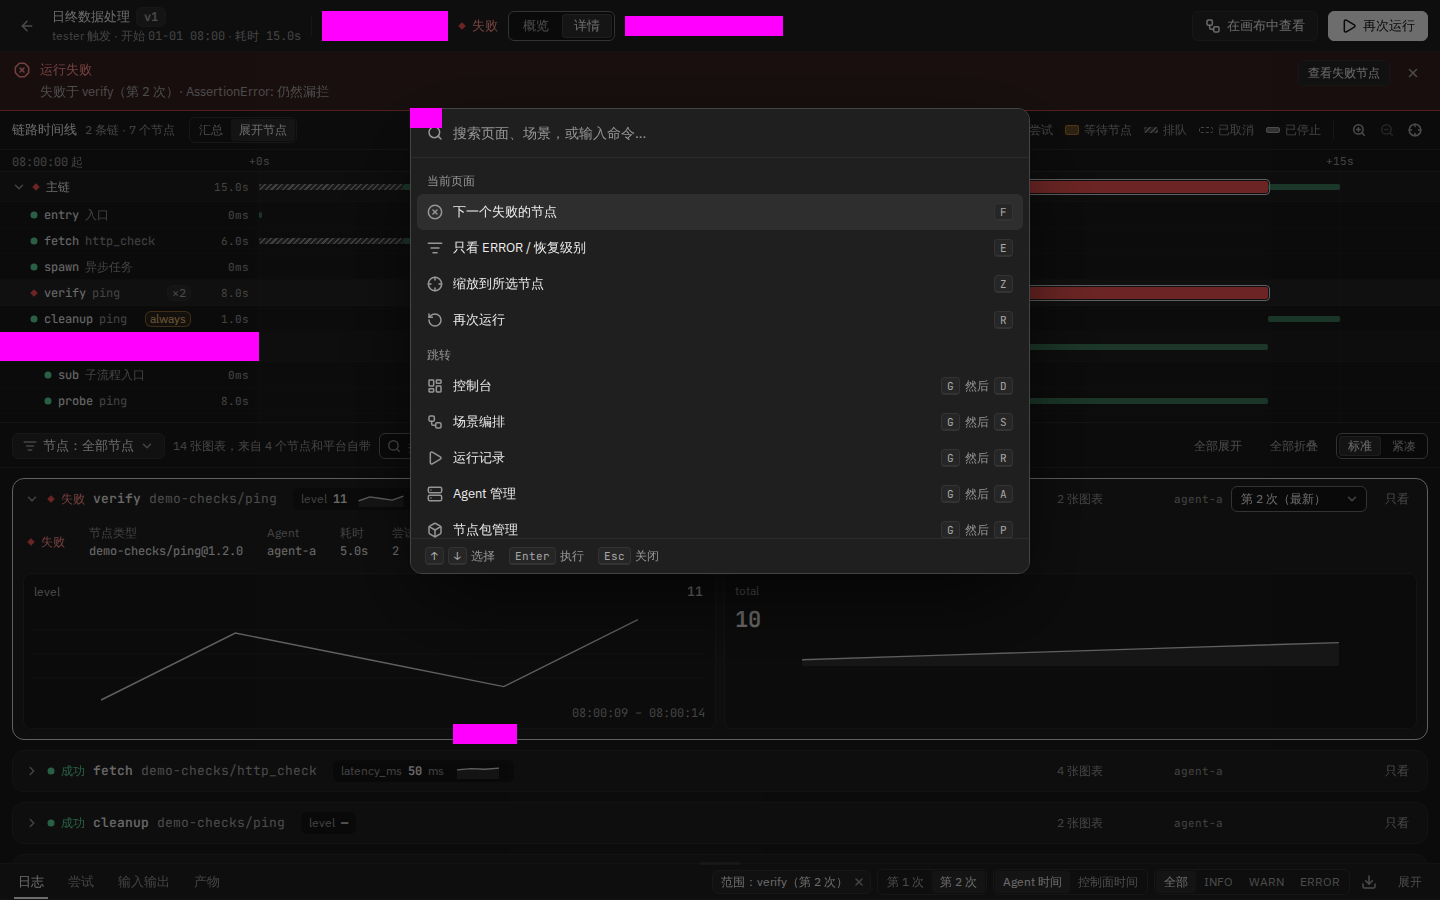 日终数据处理 v1
tester 触发 · 开始 01-01 08:00 · 耗时 15.0s
失败 概览 详情
在画布中查看 再次运行
运行失败
失败于 verify（第 2 次）· AssertionError: 仍然漏拦
查看失败节点
链路时间线 2 条链 · 7 个节点 汇总 展开节点
尝试 等待节点 排队 已取消 已停止
08:00:00 起 +0s +15s
主链 15.0s
entry 入口 0ms
fetch http_check 6.0s
spawn 异步任务 0ms
verify ping ×2 8.0s
cleanup ping always 1.0s
sub 子流程入口 0ms
probe ping 8.0s
搜索页面、场景，或输入命令...
当前页面
下一个失败的节点 F
只看 ERROR / 恢复级别 E
缩放到所选节点 Z
再次运行 R
跳转
控制台 G 然后 D
场景编排 G 然后 S
运行记录 G 然后 R
Agent 管理 G 然后 A
节点包管理 G 然后 P
↑ ↓ 选择 Enter 执行 Esc 关闭
节点：全部节点 14 张图表，来自 4 个节点和平台自带
全部展开 全部折叠 标准 紧凑
失败 verify demo-checks/ping level 11 2 张图表 agent-a 第 2 次（最新） 只看
失败
节点类型 Agent 耗时
demo-checks/ping@1.2.0 agent-a 5.0s 2
level 11
08:00:09 – 08:00:14
total
10
成功 fetch demo-checks/http_check latency_ms 50 ms 4 张图表 agent-a 只看
成功 cleanup demo-checks/ping level – 2 张图表 agent-a 只看
日志 尝试 输入输出 产物
范围：verify（第 2 次） × 第 1 次 第 2 次 Agent 时间 控制面时间 全部 INFO WARN ERROR 展开